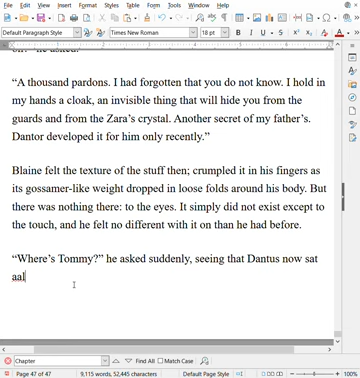 File Edit View Insert Format Styles Table Form Tools Window Help
Default Paragraph Style Times New Roman 18 pt
sir?” he asked.
“A thousand pardons. I had forgotten that you do not know. I hold in
my hands a cloak, an invisible thing that will hide you from the
guards and from the Zara’s crystal. Another secret of my father’s.
Dantor developed it for him only recently.”
Blaine felt the texture of the stuff then; crumpled it in his fingers as
its gossamer-like weight dropped in loose folds around his body. But
there was nothing there: to the eyes. It simply did not exist except to
the touch, and he felt no different with it on than he had before.
“Where’s Tommy?” he asked suddenly, seeing that Dantus now sat
aal
Chapter Find All Match Case
Page 47 of 47 9,115 words, 52,445 characters Default Page Style 100%